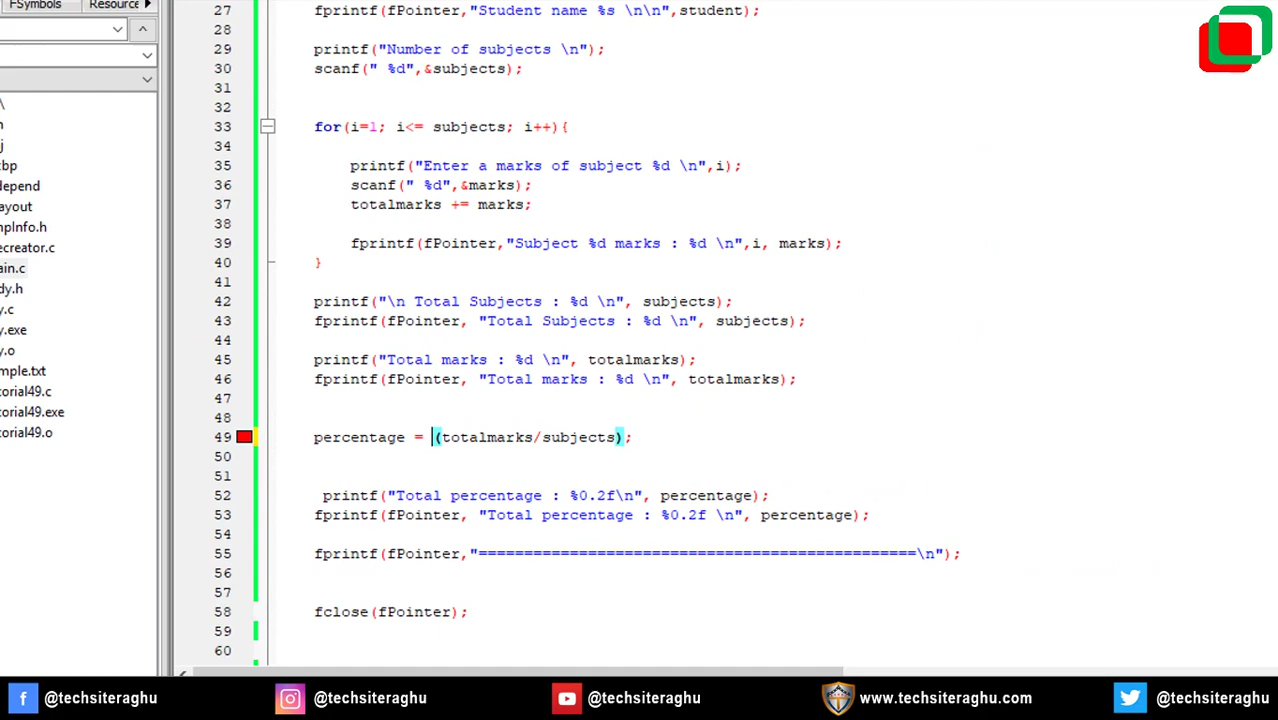 FSymbols Resource
27 fprintf(fPointer,"Student name %s \n\n",student);
28
29 printf("Number of subjects \n");
30 scanf(" %d",&subjects);
31
32
33 for(i=1; i<= subjects; i++){
34
35 printf("Enter a marks of subject %d \n",i);
36 scanf(" %d",&marks);
37 totalmarks += marks;
38
39 fprintf(fPointer,"Subject %d marks : %d \n",i, marks);
40 }
41
42 printf("\n Total Subjects : %d \n", subjects);
43 fprintf(fPointer, "Total Subjects : %d \n", subjects);
44
45 printf("Total marks : %d \n", totalmarks);
46 fprintf(fPointer, "Total marks : %d \n", totalmarks);
47
48
49 percentage = (totalmarks/subjects);
50
51
52 printf("Total percentage : %0.2f\n", percentage);
53 fprintf(fPointer, "Total percentage : %0.2f \n", percentage);
54
55 fprintf(fPointer,"================================================\n");
56
57
58 fclose(fPointer);
59
60
\
n
j
bp
depend
ayout
mpInfo.h
ecreator.c
ain.c
dy.h
y.c
y.exe
y.o
mple.txt
torial49.c
torial49.exe
torial49.o
@techsiteraghu @techsiteraghu @techsiteraghu www.techsiteraghu.com @techsiteraghu